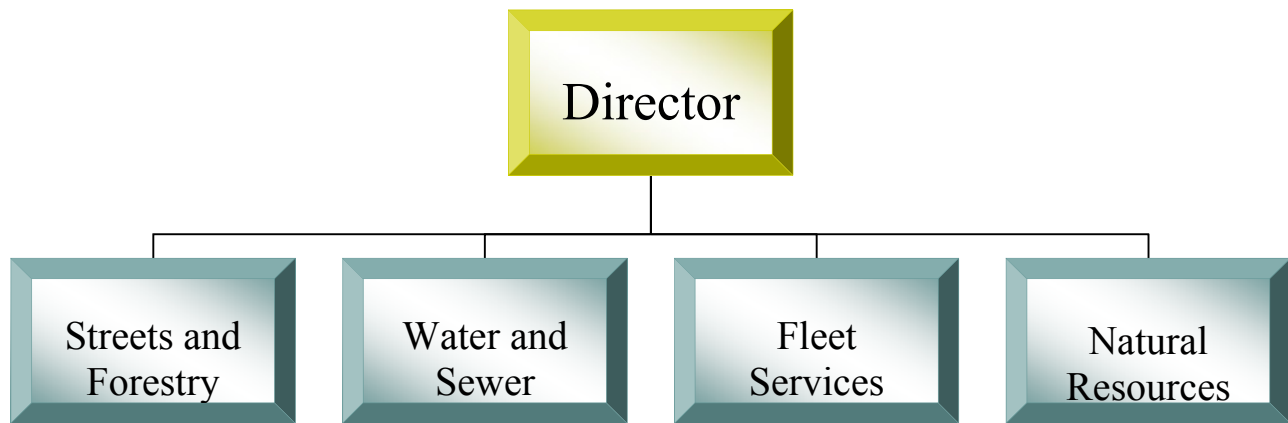 Director
Streets and
Forestry
Water and
Sewer
Fleet
Services
Natural
Resources